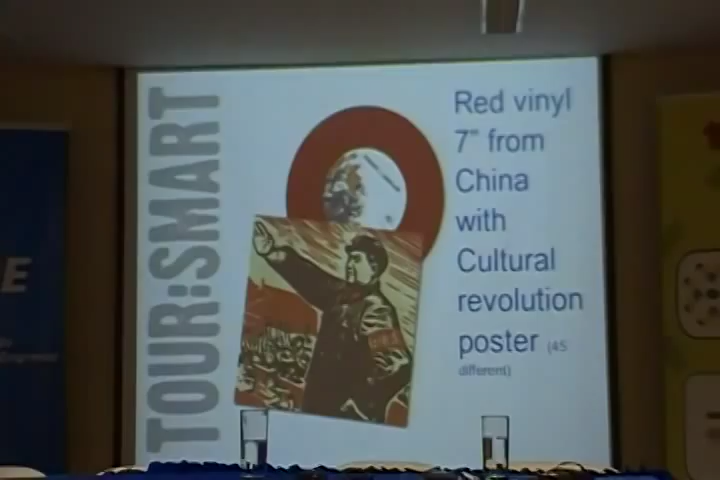 TOUR:SMART
Red vinyl
7" from
China
with
Cultural
revolution
poster (45
different)
E